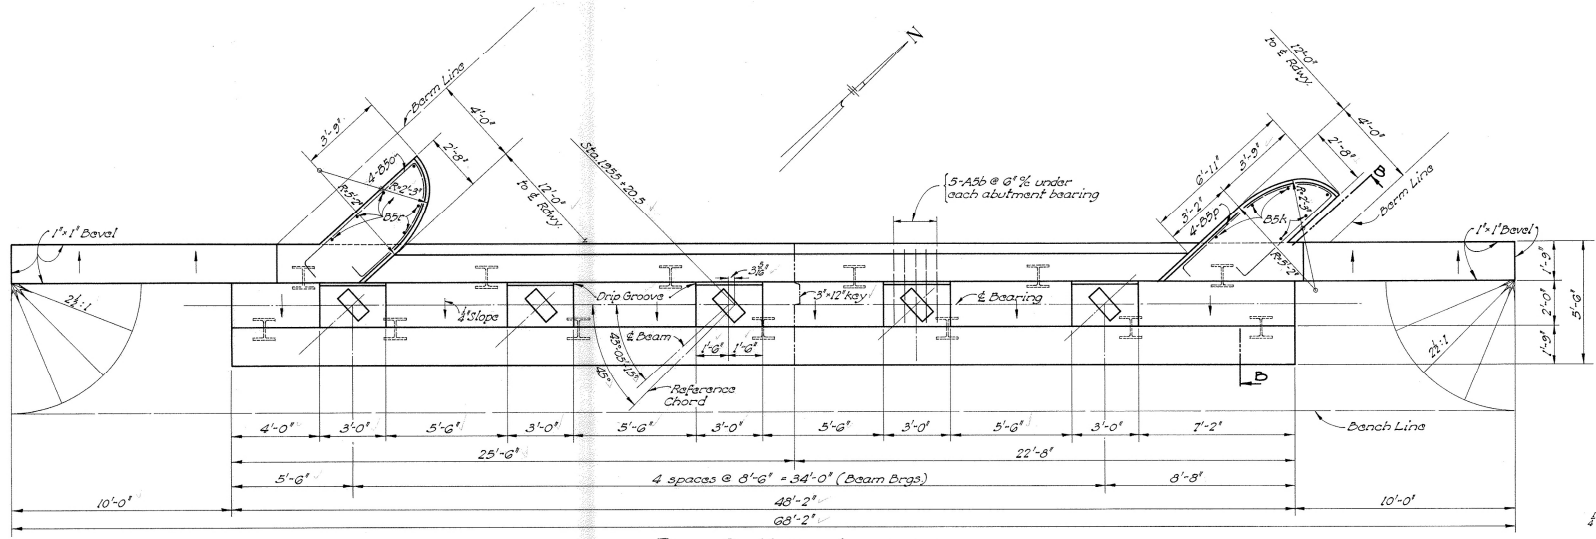 N
Berm Line
3'-9"
4'-0"
2'-8"
4-B5o
R=5'-2"
R=2'-3"
B5r
12'-0"
to ℄ Rdwy.
Sta. 1955+20.5
1"x1" Bevel
5-A5b @ 6" % under
each abutment bearing
12'-0"
to ℄ Rdwy.
4'-0"
6'-11"
3'-9"
2'-8"
3'-2"
4-B5p
B5k
R=2'-3"
R=5'-2"
B
Berm Line
1"x1" Bevel
1'-9"
2'-0"
1'-9"
5'-6"
2½:1
¼" Slope
Drip Groove
3 5/16"
3"x12" key
℄ Bearing
℄ Beam
43°05'-15"
45°
1'-6"
1'-6"
Reference
Chord
B
2½:1
Bench Line
4'-0"
3'-0"
5'-6"
3'-0"
5'-6"
3'-0"
5'-6"
3'-0"
5'-6"
3'-0"
7'-2"
25'-6"
22'-8"
5'-6"
4 spaces @ 8'-6" = 34'-0" (Beam Brgs.)
8'-8"
10'-0"
48'-2"
10'-0"
68'-2"